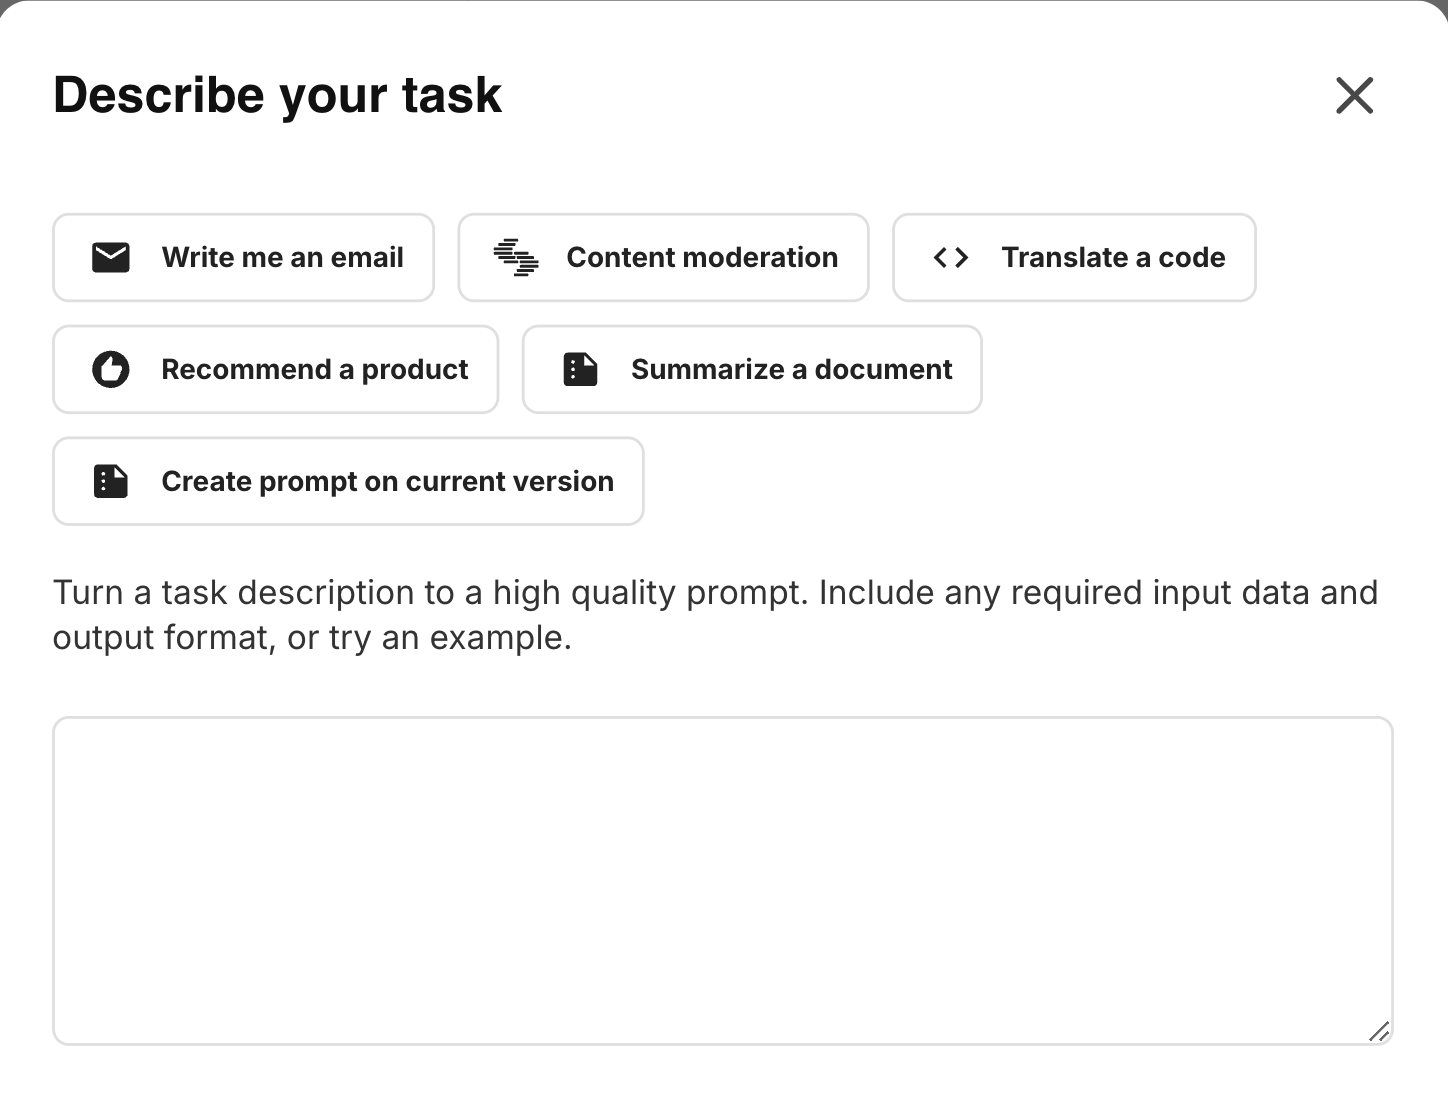 Describe your task
Write me an email
Content moderation
Translate a code
Recommend a product
Summarize a document
Create prompt on current version
Turn a task description to a high quality prompt. Include any required input data and
output format, or try an example.